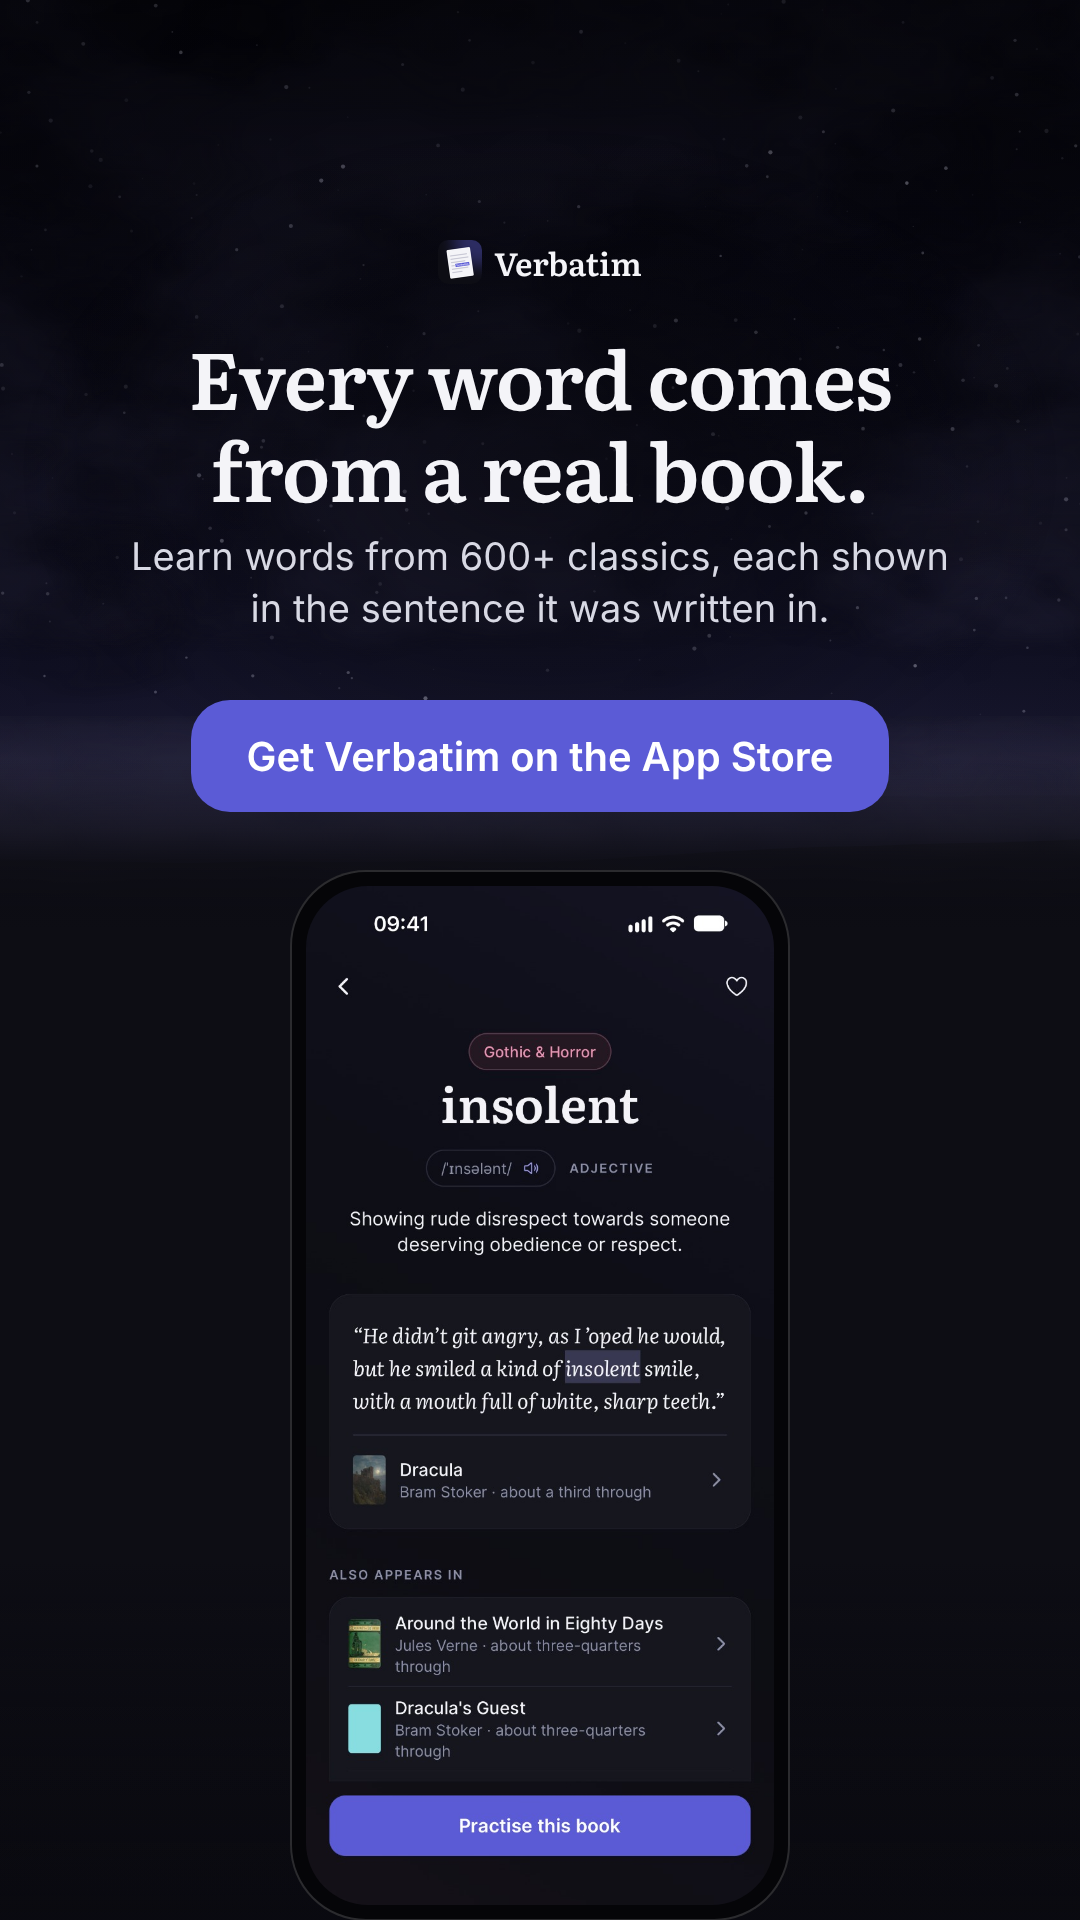 Verbatim
Every word comes
from a real book.
Learn words from 600+ classics, each shown
in the sentence it was written in.
Get Verbatim on the App Store
09:41
Gothic & Horror
insolent
/ˈɪnsələnt/ ADJECTIVE
Showing rude disrespect towards someone
deserving obedience or respect.
“He didn’t git angry, as I ’oped he would,
but he smiled a kind of insolent smile,
with a mouth full of white, sharp teeth.”
Dracula
Bram Stoker · about a third through
ALSO APPEARS IN
Around the World in Eighty Days
Jules Verne · about three-quarters
through
Dracula's Guest
Bram Stoker · about three-quarters
through
Practise this book